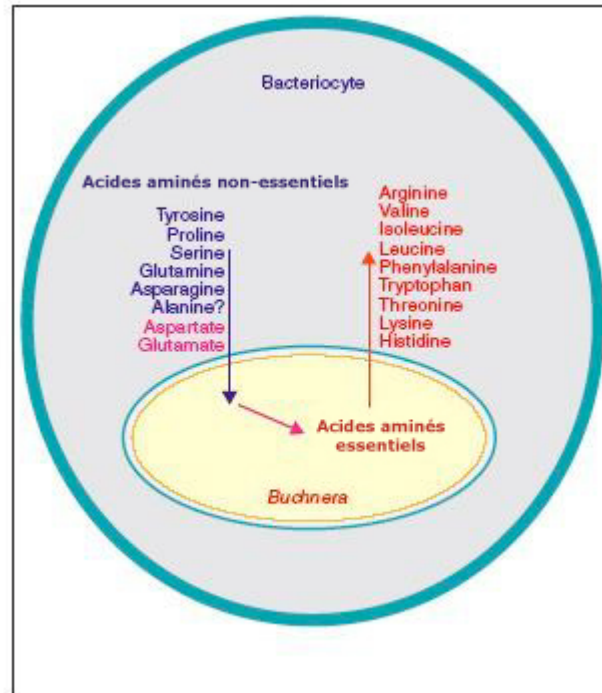 Bacteriocyte
Acides aminés non-essentiels
Tyrosine
Proline
Serine
Glutamine
Asparagine
Alanine?
Aspartate
Glutamate
Arginine
Valine
Isoleucine
Leucine
Phenylalanine
Tryptophan
Threonine
Lysine
Histidine
Acides aminés
essentiels
Buchnera